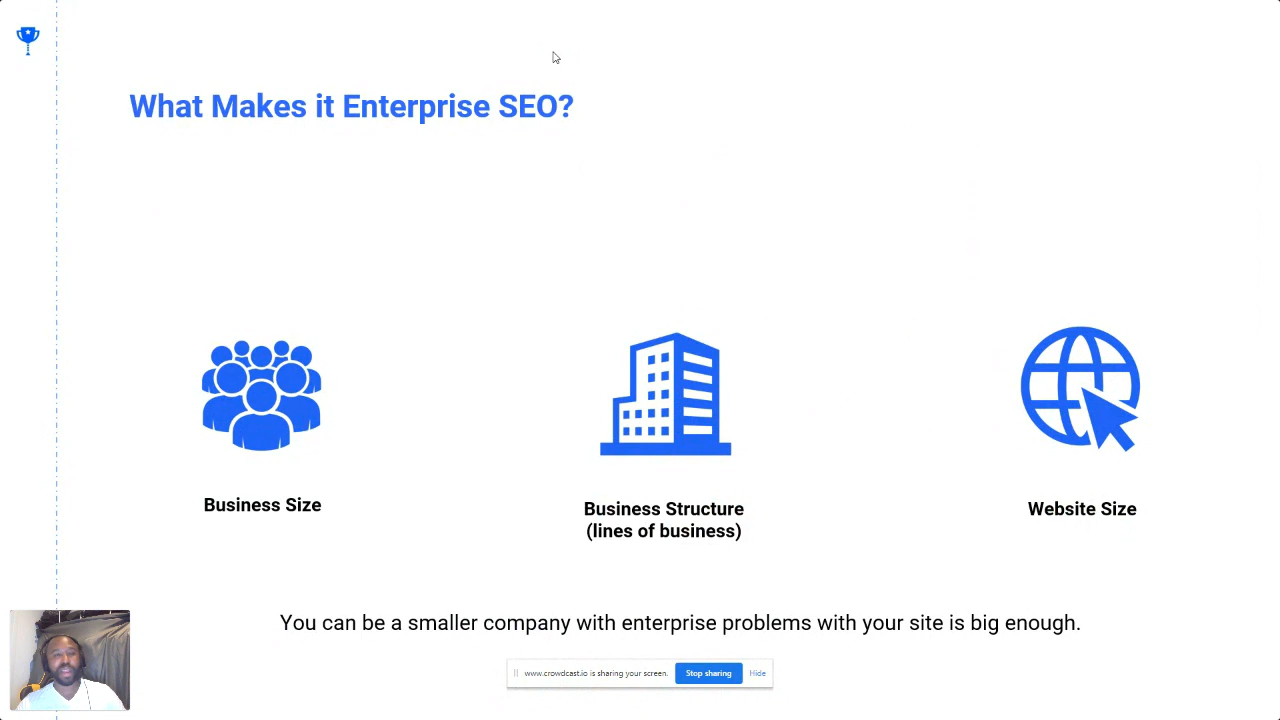 What Makes it Enterprise SEO?
Business Size
Business Structure
(lines of business)
Website Size
You can be a smaller company with enterprise problems with your site is big enough.
www.crowdcast.io is sharing your screen.
Stop sharing
Hide